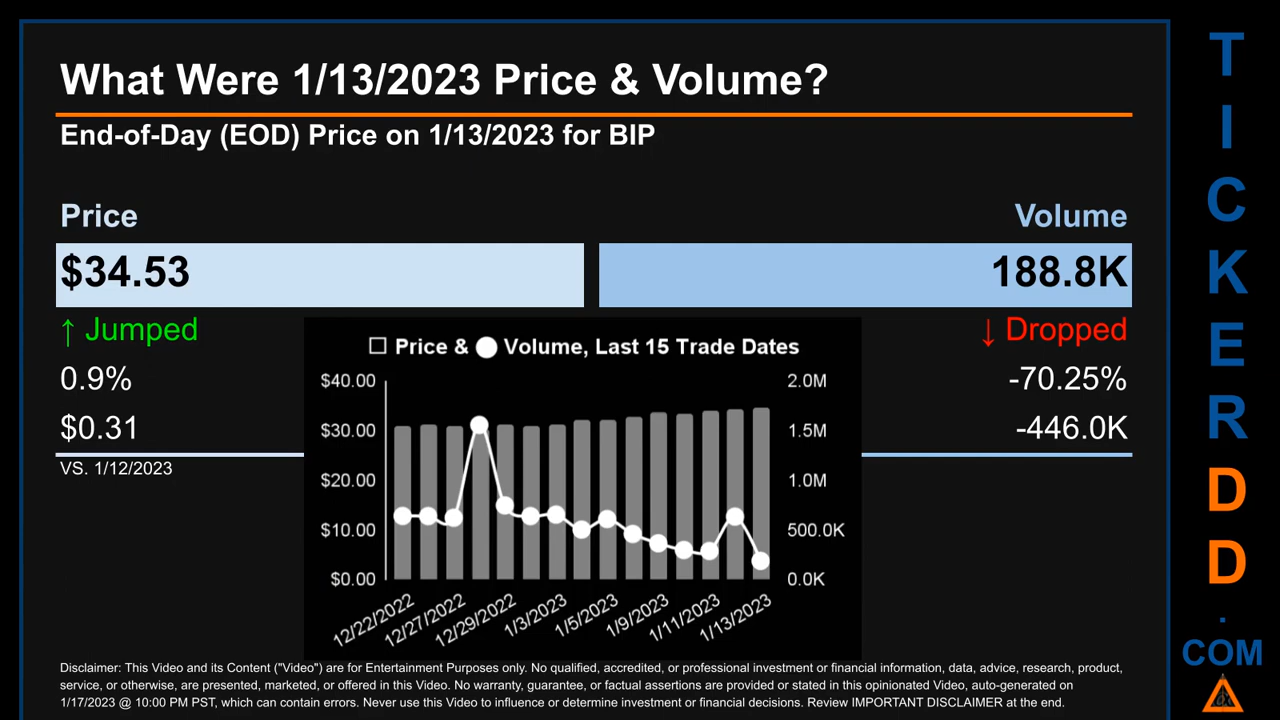 What Were 1/13/2023 Price & Volume?
End-of-Day (EOD) Price on 1/13/2023 for BIP
Price
Volume
$34.53
188.8K
↑ Jumped
↓ Dropped
0.9%
-70.25%
$0.31
-446.0K
VS. 1/12/2023
Price & Volume, Last 15 Trade Dates
$40.00
$30.00
$20.00
$10.00
$0.00
2.0M
1.5M
1.0M
500.0K
0.0K
12/22/2022
12/27/2022
12/29/2022
1/3/2023
1/5/2023
1/9/2023
1/11/2023
1/13/2023
Disclaimer: This Video and its Content ("Video") are for Entertainment Purposes only. No qualified, accredited, or professional investment or financial information, data, advice, research, product,
service, or otherwise, are presented, marketed, or offered in this Video. No warranty, guarantee, or factual assertions are provided or stated in this opinionated Video, auto-generated on
1/17/2023 @ 10:00 PM PST, which can contain errors. Never use this Video to influence or determine investment or financial decisions. Review IMPORTANT DISCLAIMER at the end.
T
I
C
K
E
R
D
D
.
COM